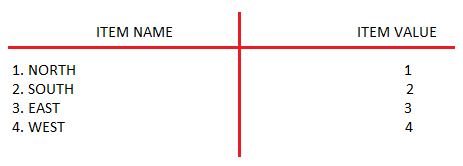 ITEM NAME ITEM VALUE
1. NORTH 1
2. SOUTH 2
3. EAST 3
4. WEST 4